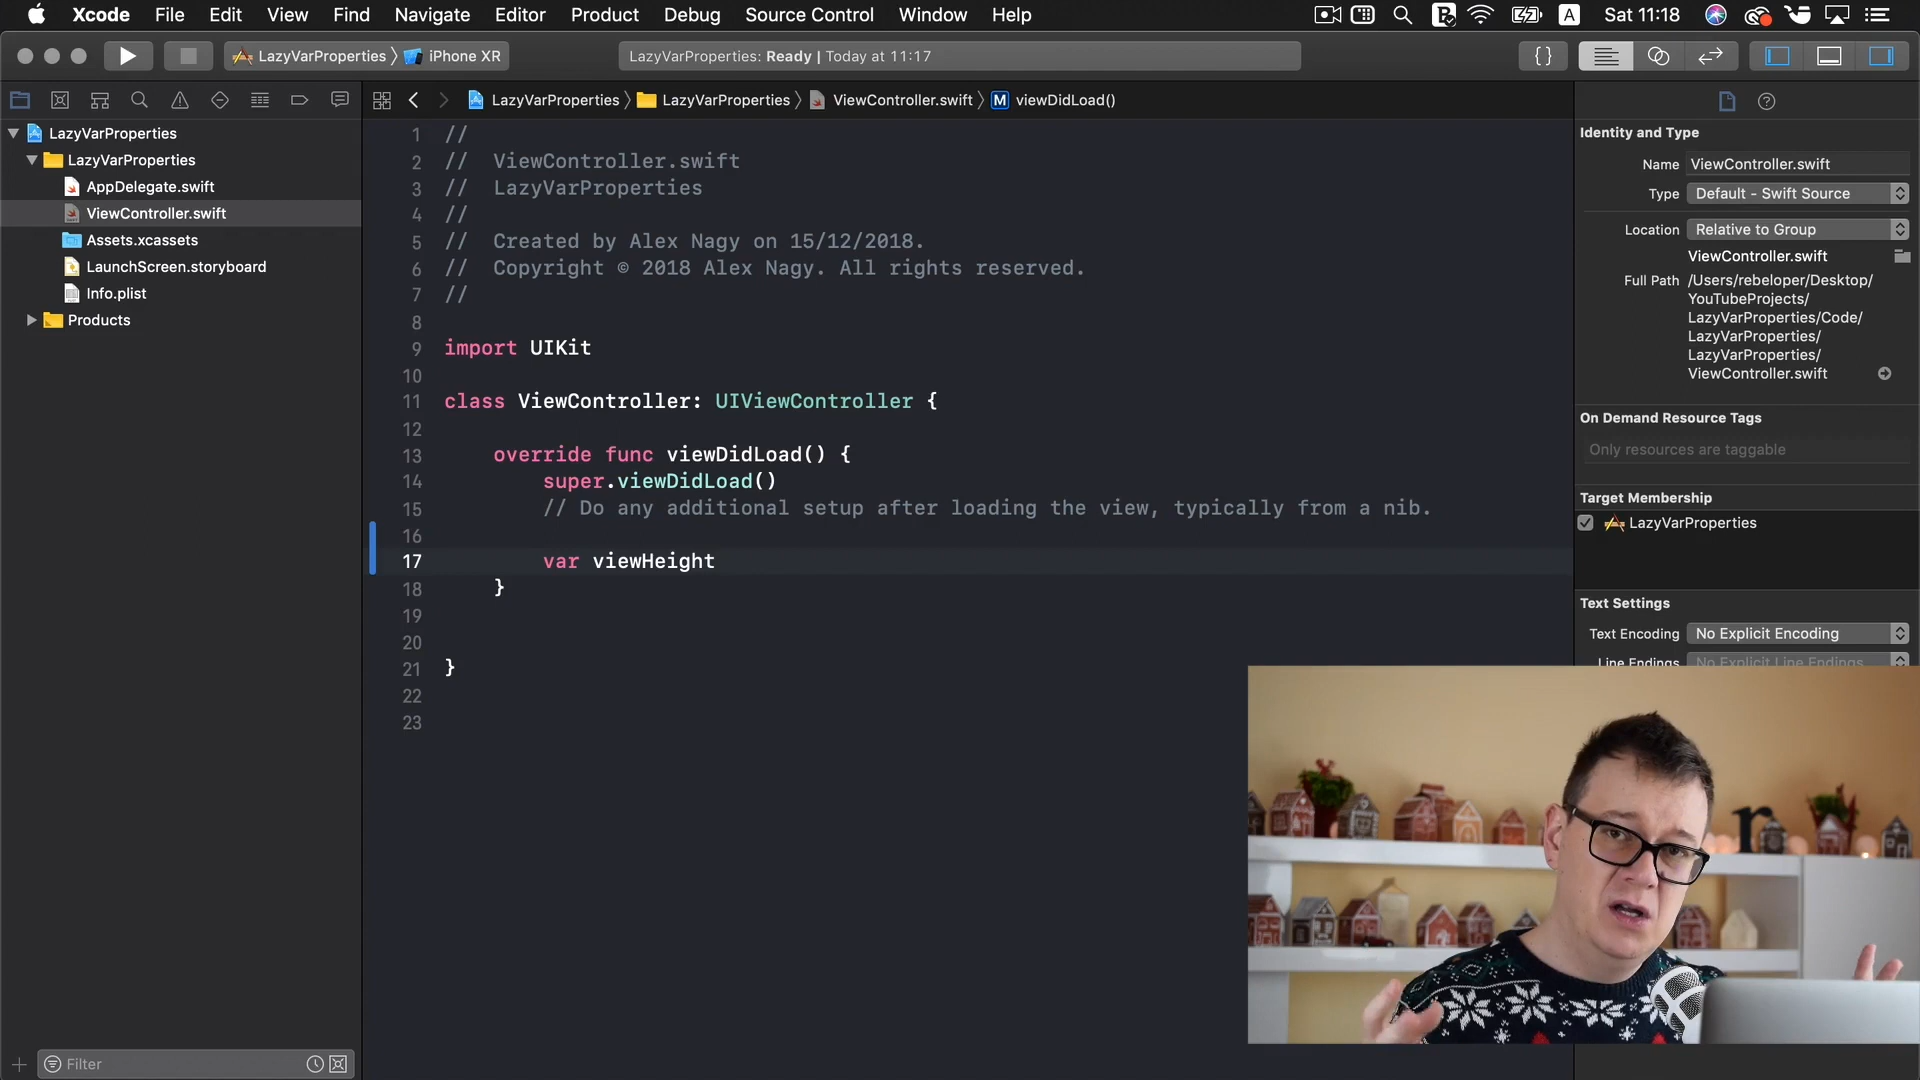 Xcode File Edit View Find Navigate Editor Product Debug Source Control Window Help A Sat 11:18
LazyVarProperties iPhone XR LazyVarProperties: Ready | Today at 11:17 {}
LazyVarProperties LazyVarProperties ViewController.swift M viewDidLoad()
LazyVarProperties
LazyVarProperties
AppDelegate.swift
ViewController.swift
Assets.xcassets
LaunchScreen.storyboard
Info.plist
Products
Filter
1 //
2 // ViewController.swift
3 // LazyVarProperties
4 //
5 // Created by Alex Nagy on 15/12/2018.
6 // Copyright © 2018 Alex Nagy. All rights reserved.
7 //
8
9 import UIKit
10
11 class ViewController: UIViewController {
12
13 override func viewDidLoad() {
14 super.viewDidLoad()
15 // Do any additional setup after loading the view, typically from a nib.
16
17 var viewHeight
18 }
19
20
21 }
22
23
Identity and Type
Name ViewController.swift
Type Default - Swift Source
Location Relative to Group
ViewController.swift
Full Path /Users/rebeloper/Desktop/
YouTubeProjects/
LazyVarProperties/Code/
LazyVarProperties/
LazyVarProperties/
ViewController.swift
On Demand Resource Tags
Only resources are taggable
Target Membership
LazyVarProperties
Text Settings
Text Encoding No Explicit Encoding
Line Endings No Explicit Line Endings
r